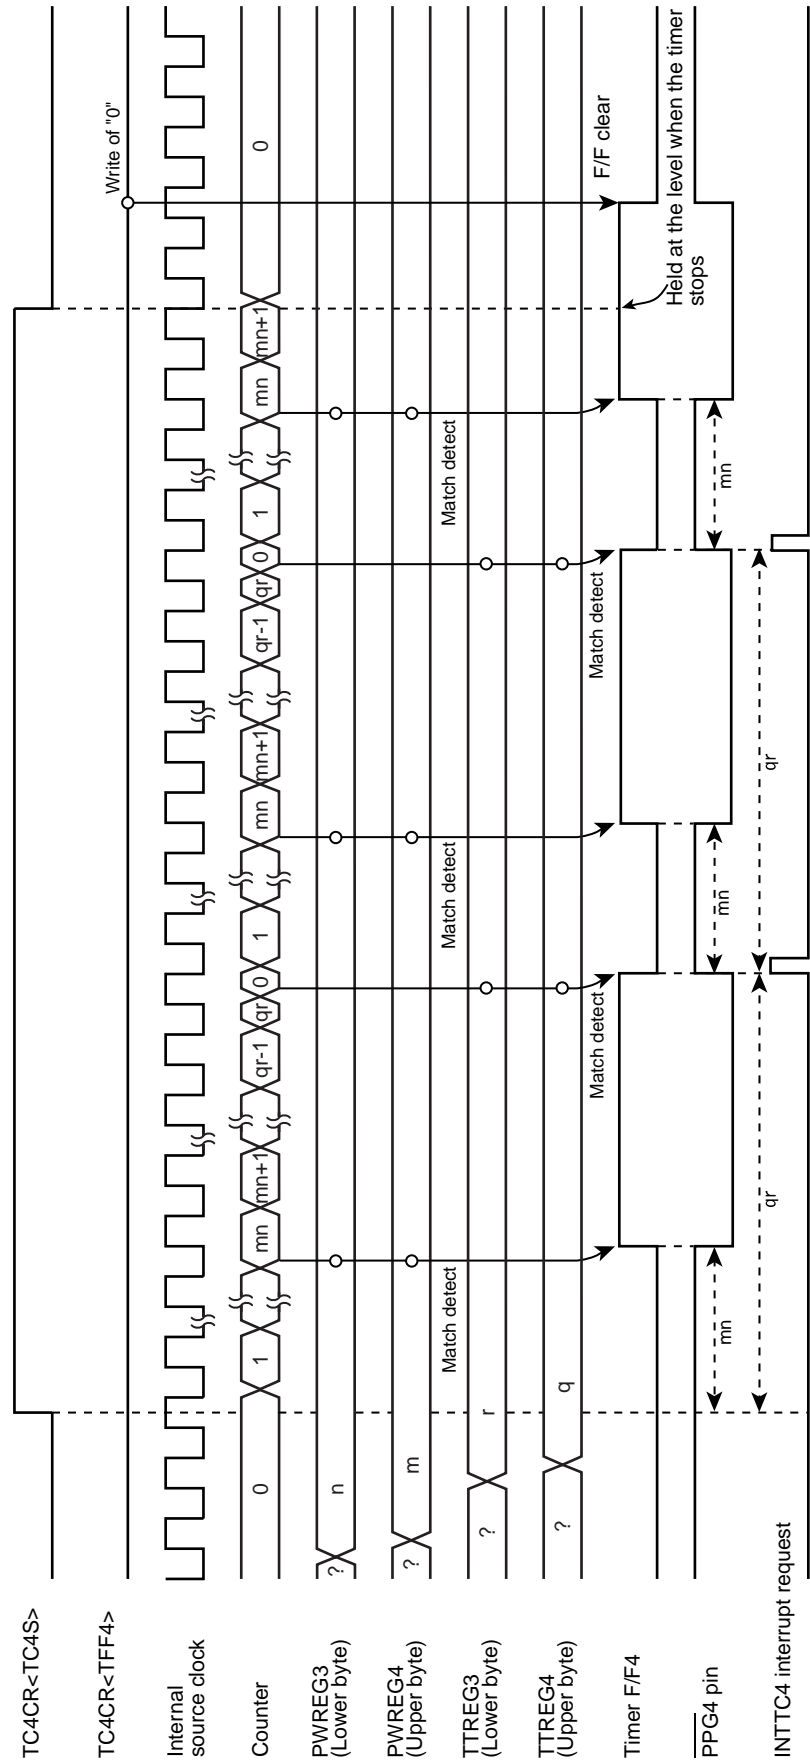 TC4CR<TC4S>
TC4CR<TFF4>
Write of "0"
Internal
source clock
Counter
0
1
mn
mn+1
qr-1
qr
0
1
mn
mn+1
qr-1
qr
0
1
mn
mn+1
0
PWREG3
(Lower byte)
?
n
PWREG4
(Upper byte)
?
m
Match detect
Match detect
Match detect
TTREG3
(Lower byte)
?
r
TTREG4
(Upper byte)
?
q
Match detect
Match detect
F/F clear
Timer F/F4
Held at the level when the timer
stops
PPG4 pin
mn
mn
mn
qr
qr
INTTC4 interrupt request